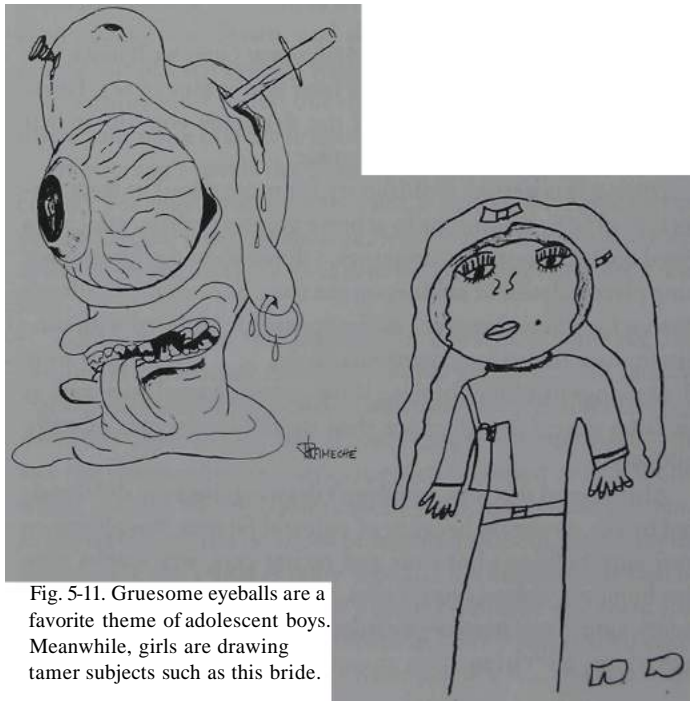 Fig. 5-11. Gruesome eyeballs are a
favorite theme of adolescent boys.
Meanwhile, girls are drawing
tamer subjects such as this bride.